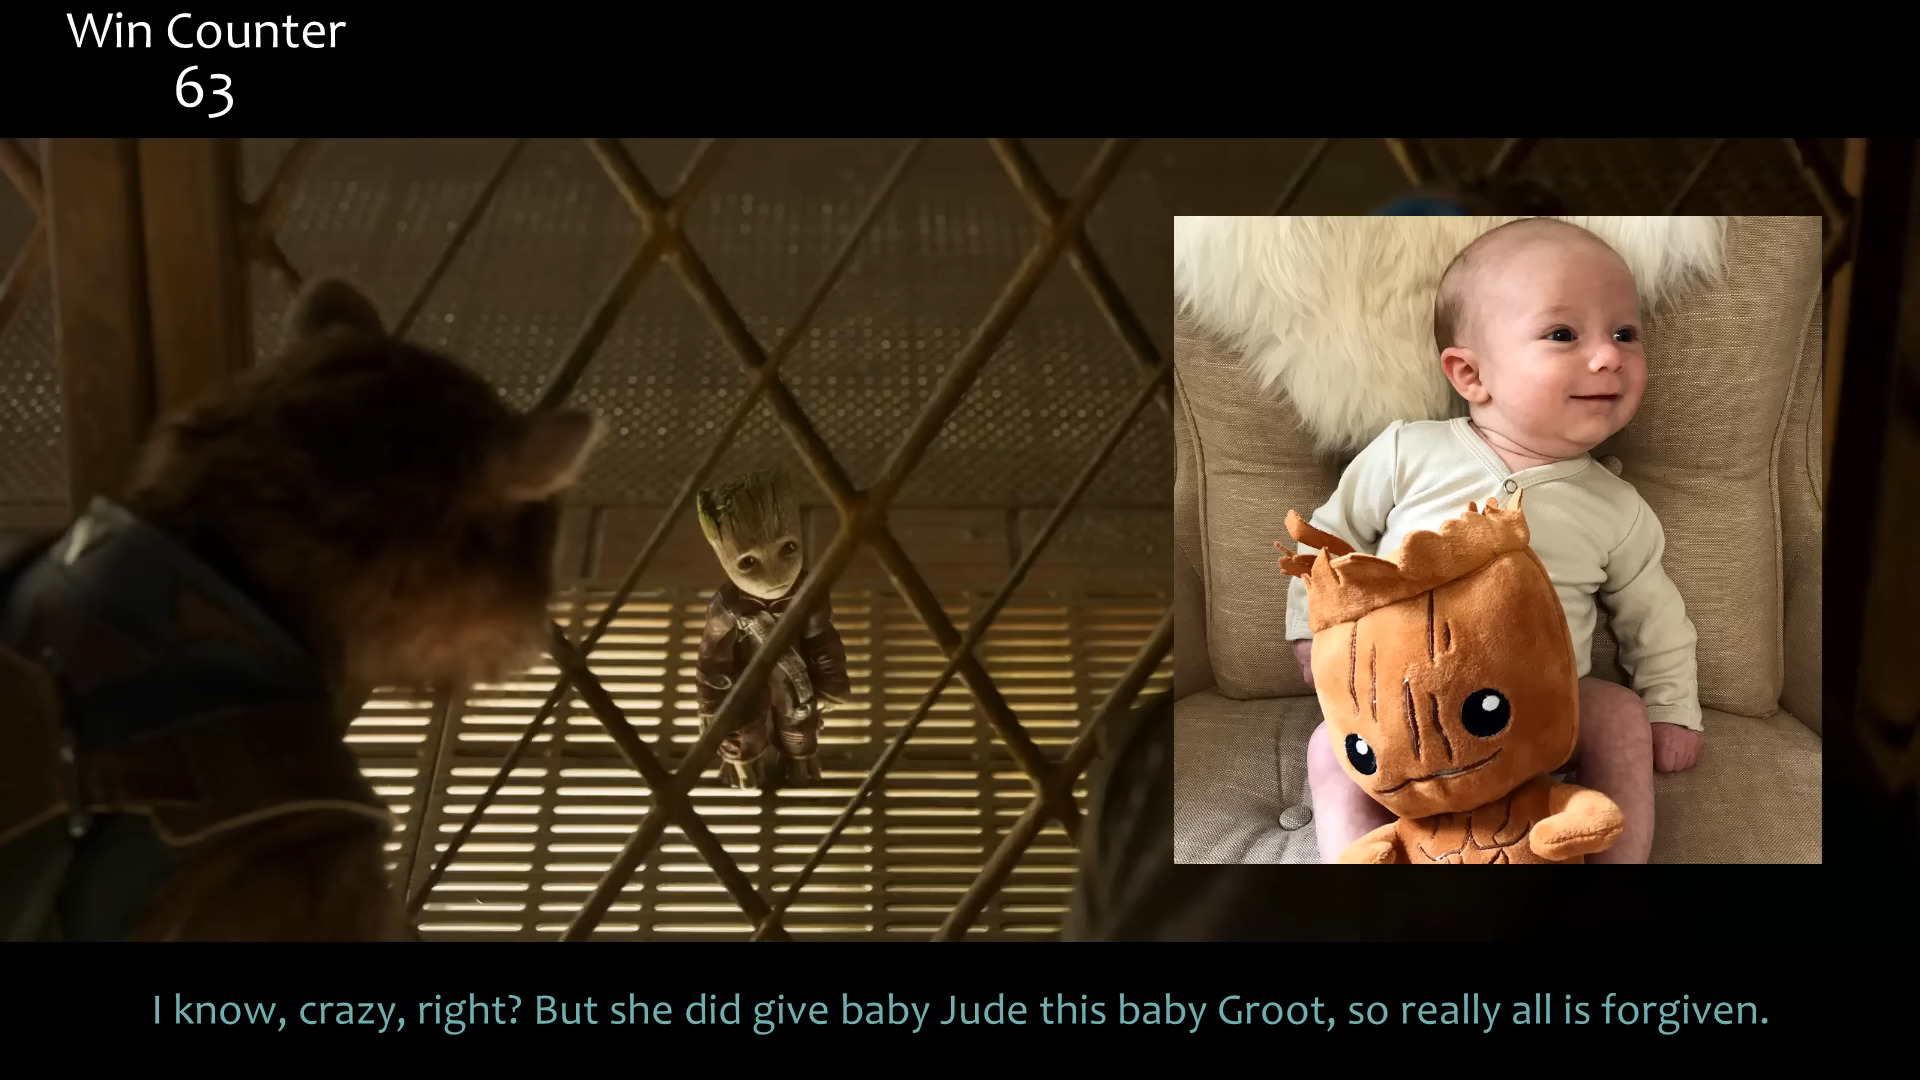 Win Counter
63
I know, crazy, right? But she did give baby Jude this baby Groot, so really all is forgiven.